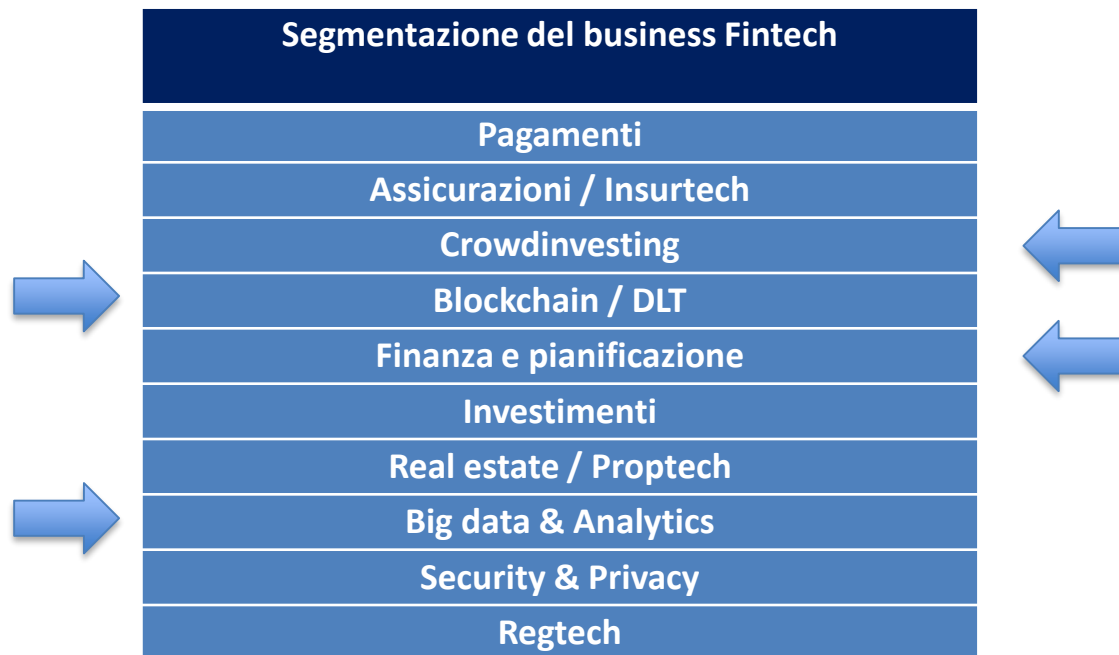 Segmentazione del business Fintech
Pagamenti
Assicurazioni / Insurtech
Crowdinvesting
Blockchain / DLT
Finanza e pianificazione
Investimenti
Real estate / Proptech
Big data & Analytics
Security & Privacy
Regtech